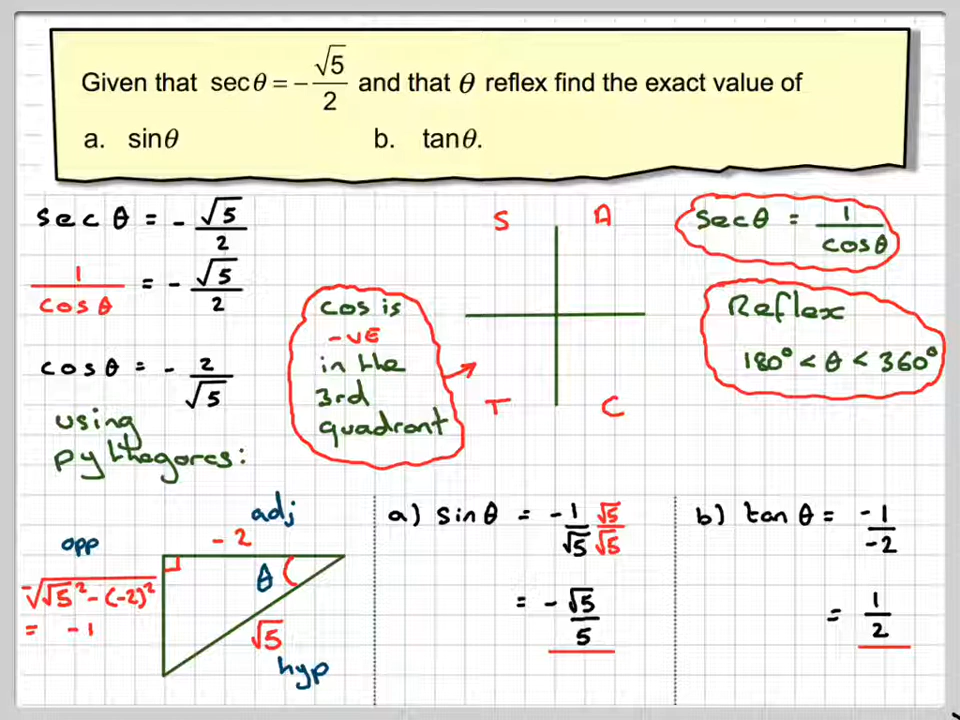 Given that secθ = -√5/2 and that θ reflex find the exact value of
a. sinθ b. tanθ.
sec θ = - √5/2
1/cos θ = - √5/2
cos θ = - 2/√5
using
pythagoras:
cos is
-ve
in the
3rd
quadrant
S A
T C
sec θ = 1/cos θ
Reflex
180° < θ < 360°
adj
-2
opp
-√(√5² - (-2)²)
= -1
θ
√5
hyp
a) sin θ = -1/√5 √5/√5
= -√5/5
b) tan θ = -1/-2
= 1/2